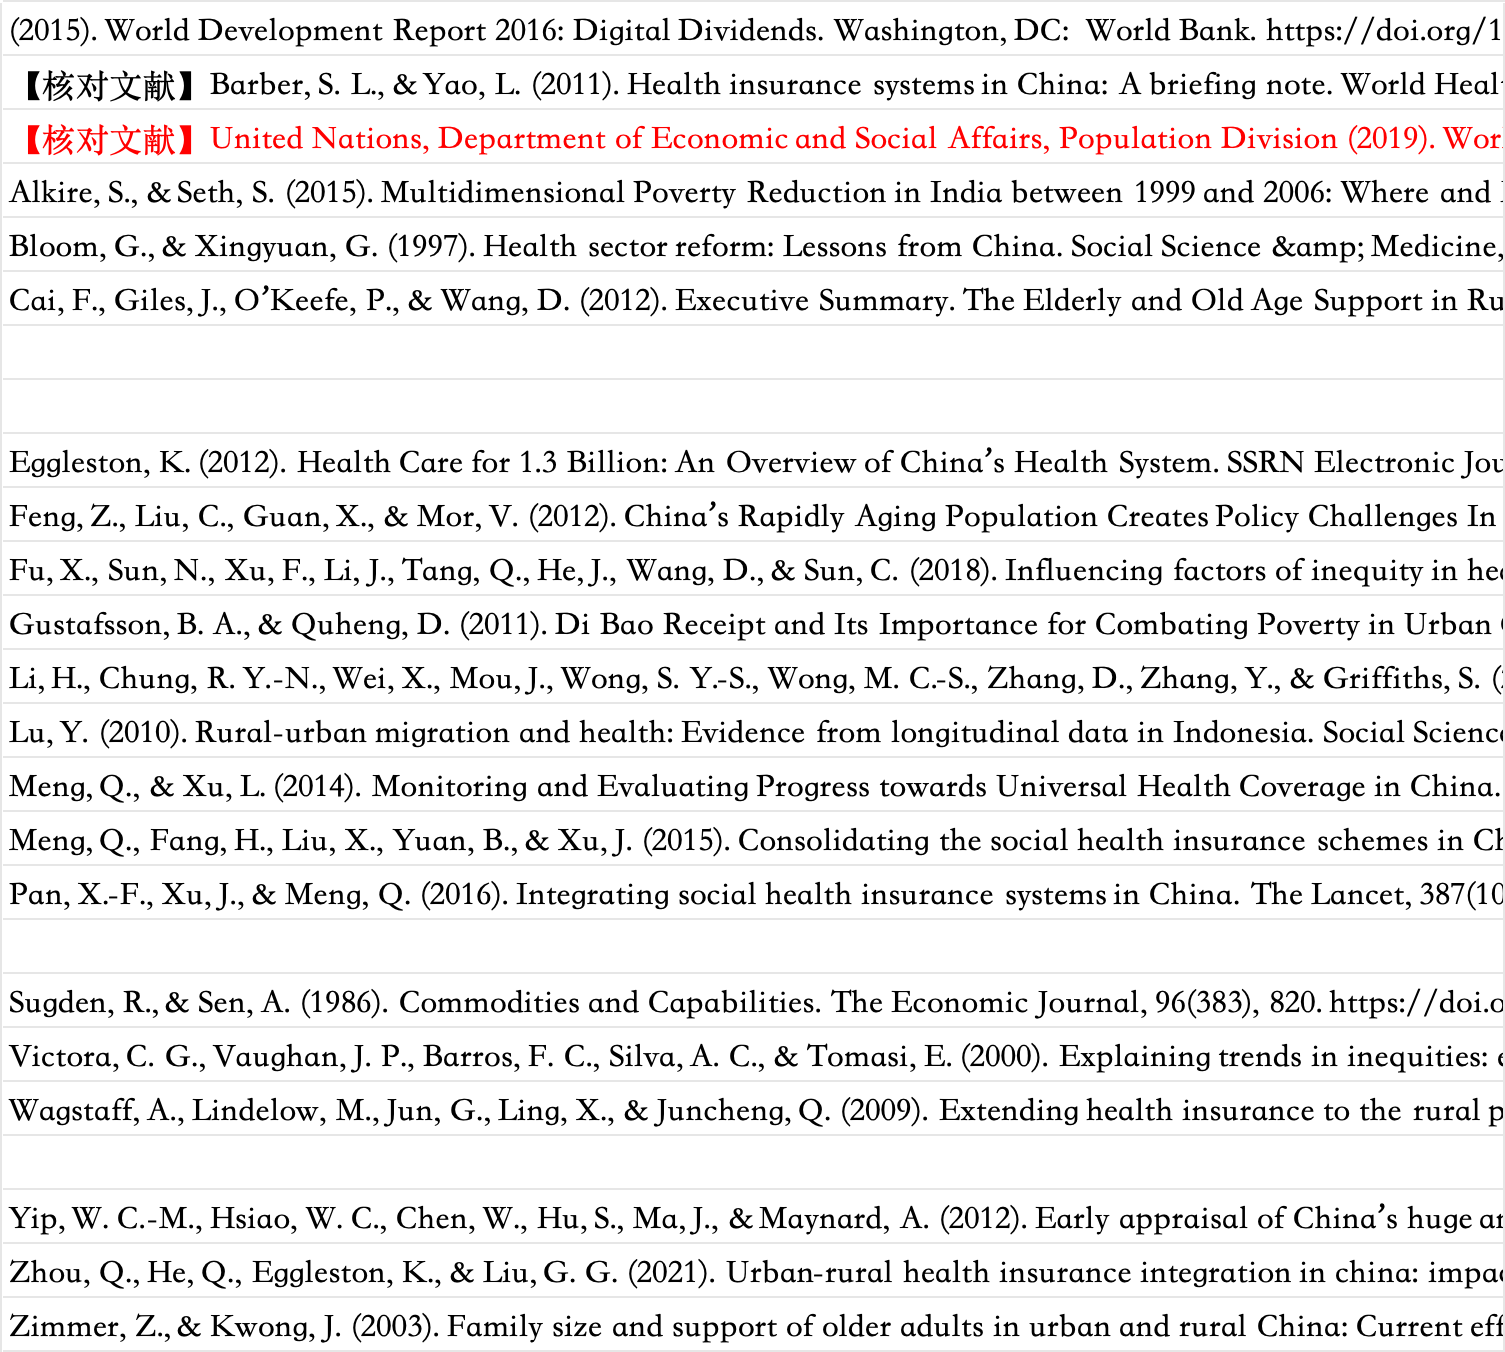 (2015). World Development Report 2016: Digital Dividends. Washington, DC: World Bank. https://doi.org/1
【核对文献】Barber, S. L., & Yao, L. (2011). Health insurance systems in China: A briefing note. World Heal
【核对文献】United Nations, Department of Economic and Social Affairs, Population Division (2019). Wor
Alkire, S., & Seth, S. (2015). Multidimensional Poverty Reduction in India between 1999 and 2006: Where and
Bloom, G., & Xingyuan, G. (1997). Health sector reform: Lessons from China. Social Science &amp; Medicine,
Cai, F., Giles, J., O’Keefe, P., & Wang, D. (2012). Executive Summary. The Elderly and Old Age Support in Ru
Eggleston, K. (2012). Health Care for 1.3 Billion: An Overview of China’s Health System. SSRN Electronic Jou
Feng, Z., Liu, C., Guan, X., & Mor, V. (2012). China’s Rapidly Aging Population Creates Policy Challenges In
Fu, X., Sun, N., Xu, F., Li, J., Tang, Q., He, J., Wang, D., & Sun, C. (2018). Influencing factors of inequity in hea
Gustafsson, B. A., & Quheng, D. (2011). Di Bao Receipt and Its Importance for Combating Poverty in Urban
Li, H., Chung, R. Y.-N., Wei, X., Mou, J., Wong, S. Y.-S., Wong, M. C.-S., Zhang, D., Zhang, Y., & Griffiths, S. (
Lu, Y. (2010). Rural-urban migration and health: Evidence from longitudinal data in Indonesia. Social Science
Meng, Q., & Xu, L. (2014). Monitoring and Evaluating Progress towards Universal Health Coverage in China.
Meng, Q., Fang, H., Liu, X., Yuan, B., & Xu, J. (2015). Consolidating the social health insurance schemes in Ch
Pan, X.-F., Xu, J., & Meng, Q. (2016). Integrating social health insurance systems in China. The Lancet, 387(10
Sugden, R., & Sen, A. (1986). Commodities and Capabilities. The Economic Journal, 96(383), 820. https://doi.o
Victora, C. G., Vaughan, J. P., Barros, F. C., Silva, A. C., & Tomasi, E. (2000). Explaining trends in inequities: e
Wagstaff, A., Lindelow, M., Jun, G., Ling, X., & Juncheng, Q. (2009). Extending health insurance to the rural p
Yip, W. C.-M., Hsiao, W. C., Chen, W., Hu, S., Ma, J., & Maynard, A. (2012). Early appraisal of China’s huge an
Zhou, Q., He, Q., Eggleston, K., & Liu, G. G. (2021). Urban-rural health insurance integration in china: impac
Zimmer, Z., & Kwong, J. (2003). Family size and support of older adults in urban and rural China: Current eff